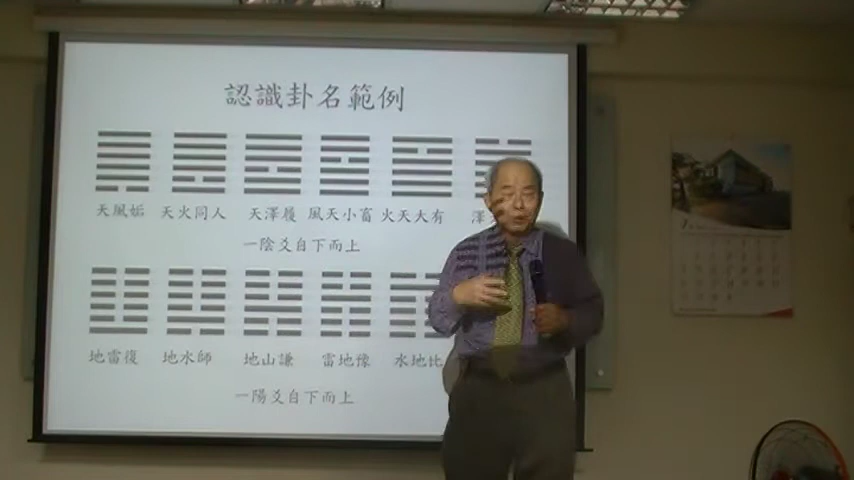 認識卦名範例
天風姤 天火同人 天澤履 風天小畜 火天大有 澤
一陰爻自下而上
地雷復 地水師 地山謙 雷地豫 水地比
一陽爻自下而上